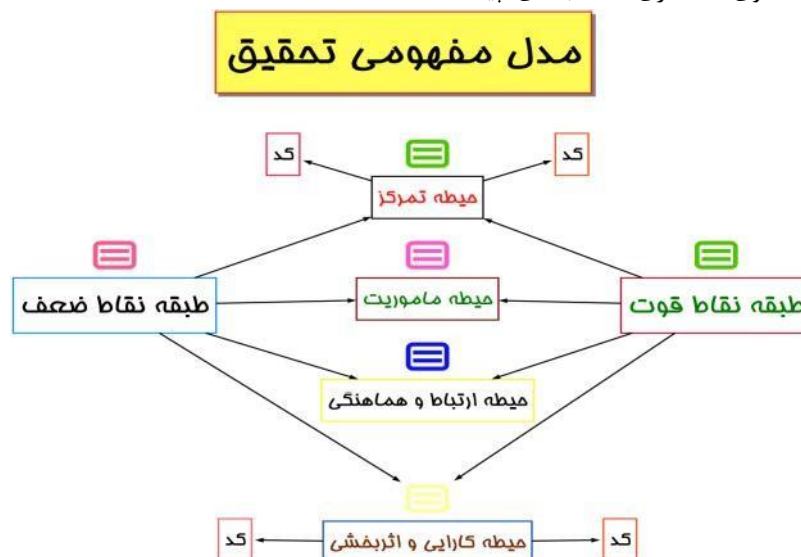 مدل مفهومی تحقیق
کد
کد
حیطه تمرکز
طبقه نقاط قوت
حیطه ماموریت
طبقه نقاط ضعف
حیطه ارتباط و هماهنگی
کد
حیطه کارایی و اثربخشی
کد